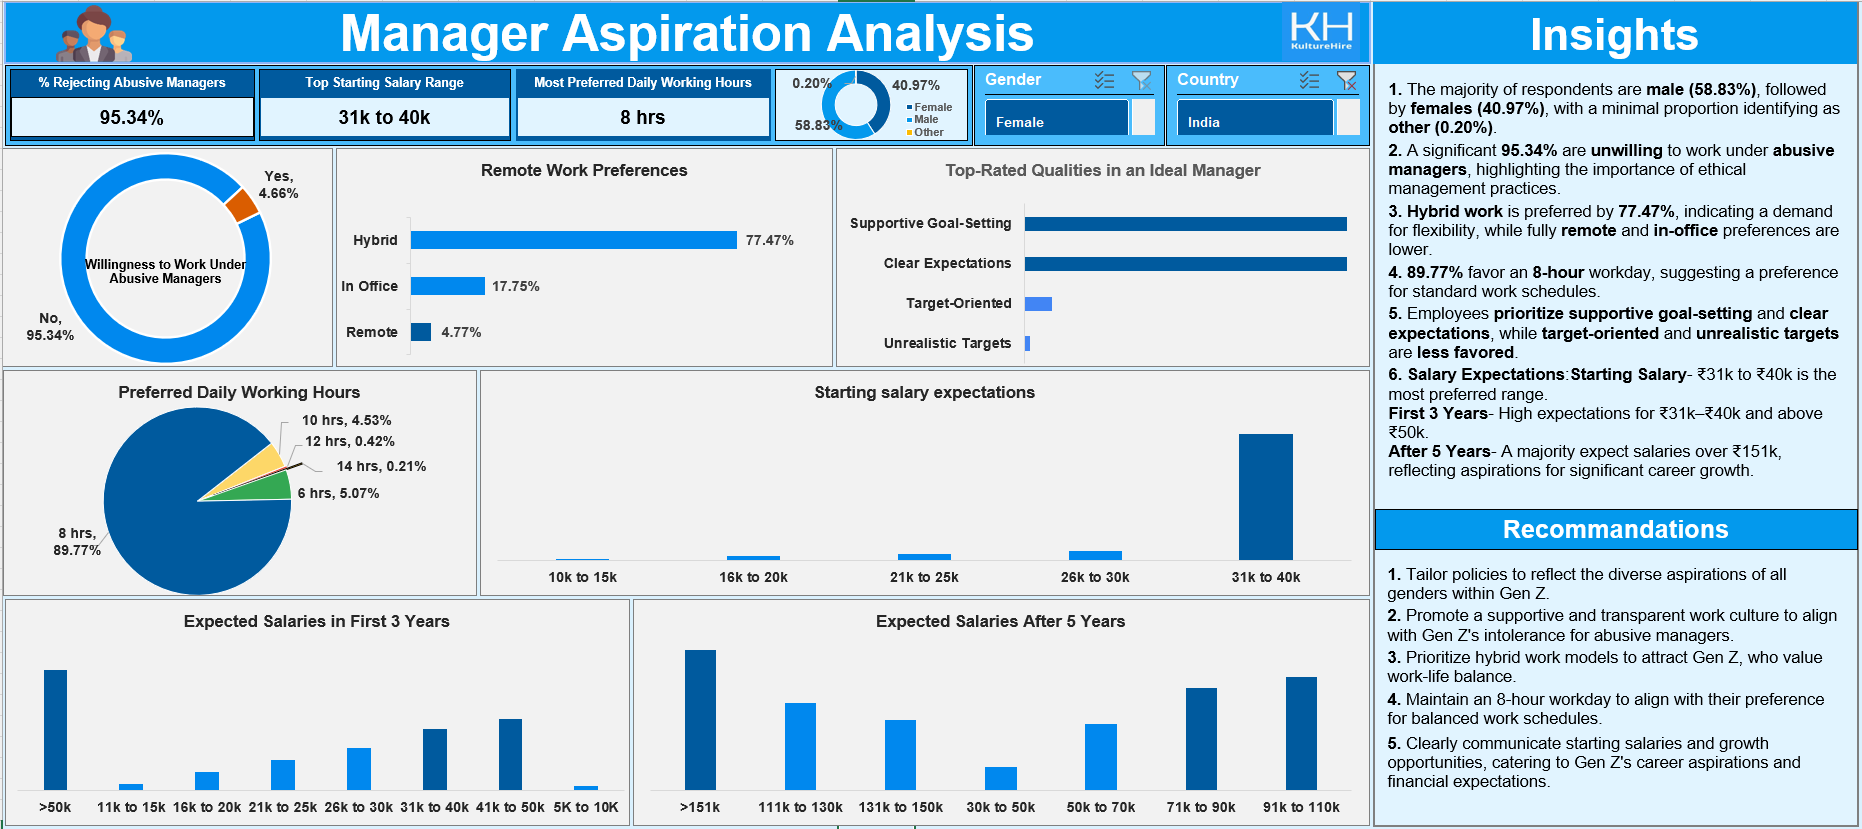 Manager Aspiration Analysis
KH
KultureHire
% Rejecting Abusive Managers
95.34%
Top Starting Salary Range
31k to 40k
Most Preferred Daily Working Hours
8 hrs
0.20%
40.97%
58.83%
Female
Male
Other
Gender
Female
Country
India
Yes,
4.66%
Willingness to Work Under
Abusive Managers
No,
95.34%
Remote Work Preferences
Hybrid
77.47%
In Office
17.75%
Remote
4.77%
Top-Rated Qualities in an Ideal Manager
Supportive Goal-Setting
Clear Expectations
Target-Oriented
Unrealistic Targets
Preferred Daily Working Hours
10 hrs, 4.53%
12 hrs, 0.42%
14 hrs, 0.21%
6 hrs, 5.07%
8 hrs,
89.77%
Starting salary expectations
10k to 15k
16k to 20k
21k to 25k
26k to 30k
31k to 40k
Expected Salaries in First 3 Years
>50k
11k to 15k
16k to 20k
21k to 25k
26k to 30k
31k to 40k
41k to 50k
5K to 10K
Expected Salaries After 5 Years
>151k
111k to 130k
131k to 150k
30k to 50k
50k to 70k
71k to 90k
91k to 110k
Insights
1. The majority of respondents are male (58.83%), followed
by females (40.97%), with a minimal proportion identifying as
other (0.20%).
2. A significant 95.34% are unwilling to work under abusive
managers, highlighting the importance of ethical
management practices.
3. Hybrid work is preferred by 77.47%, indicating a demand
for flexibility, while fully remote and in-office preferences are
lower.
4. 89.77% favor an 8-hour workday, suggesting a preference
for standard work schedules.
5. Employees prioritize supportive goal-setting and clear
expectations, while target-oriented and unrealistic targets
are less favored.
6. Salary Expectations:Starting Salary- ₹31k to ₹40k is the
most preferred range.
First 3 Years- High expectations for ₹31k–₹40k and above
₹50k.
After 5 Years- A majority expect salaries over ₹151k,
reflecting aspirations for significant career growth.
Recommandations
1. Tailor policies to reflect the diverse aspirations of all
genders within Gen Z.
2. Promote a supportive and transparent work culture to align
with Gen Z's intolerance for abusive managers.
3. Prioritize hybrid work models to attract Gen Z, who value
work-life balance.
4. Maintain an 8-hour workday to align with their preference
for balanced work schedules.
5. Clearly communicate starting salaries and growth
opportunities, catering to Gen Z's career aspirations and
financial expectations.